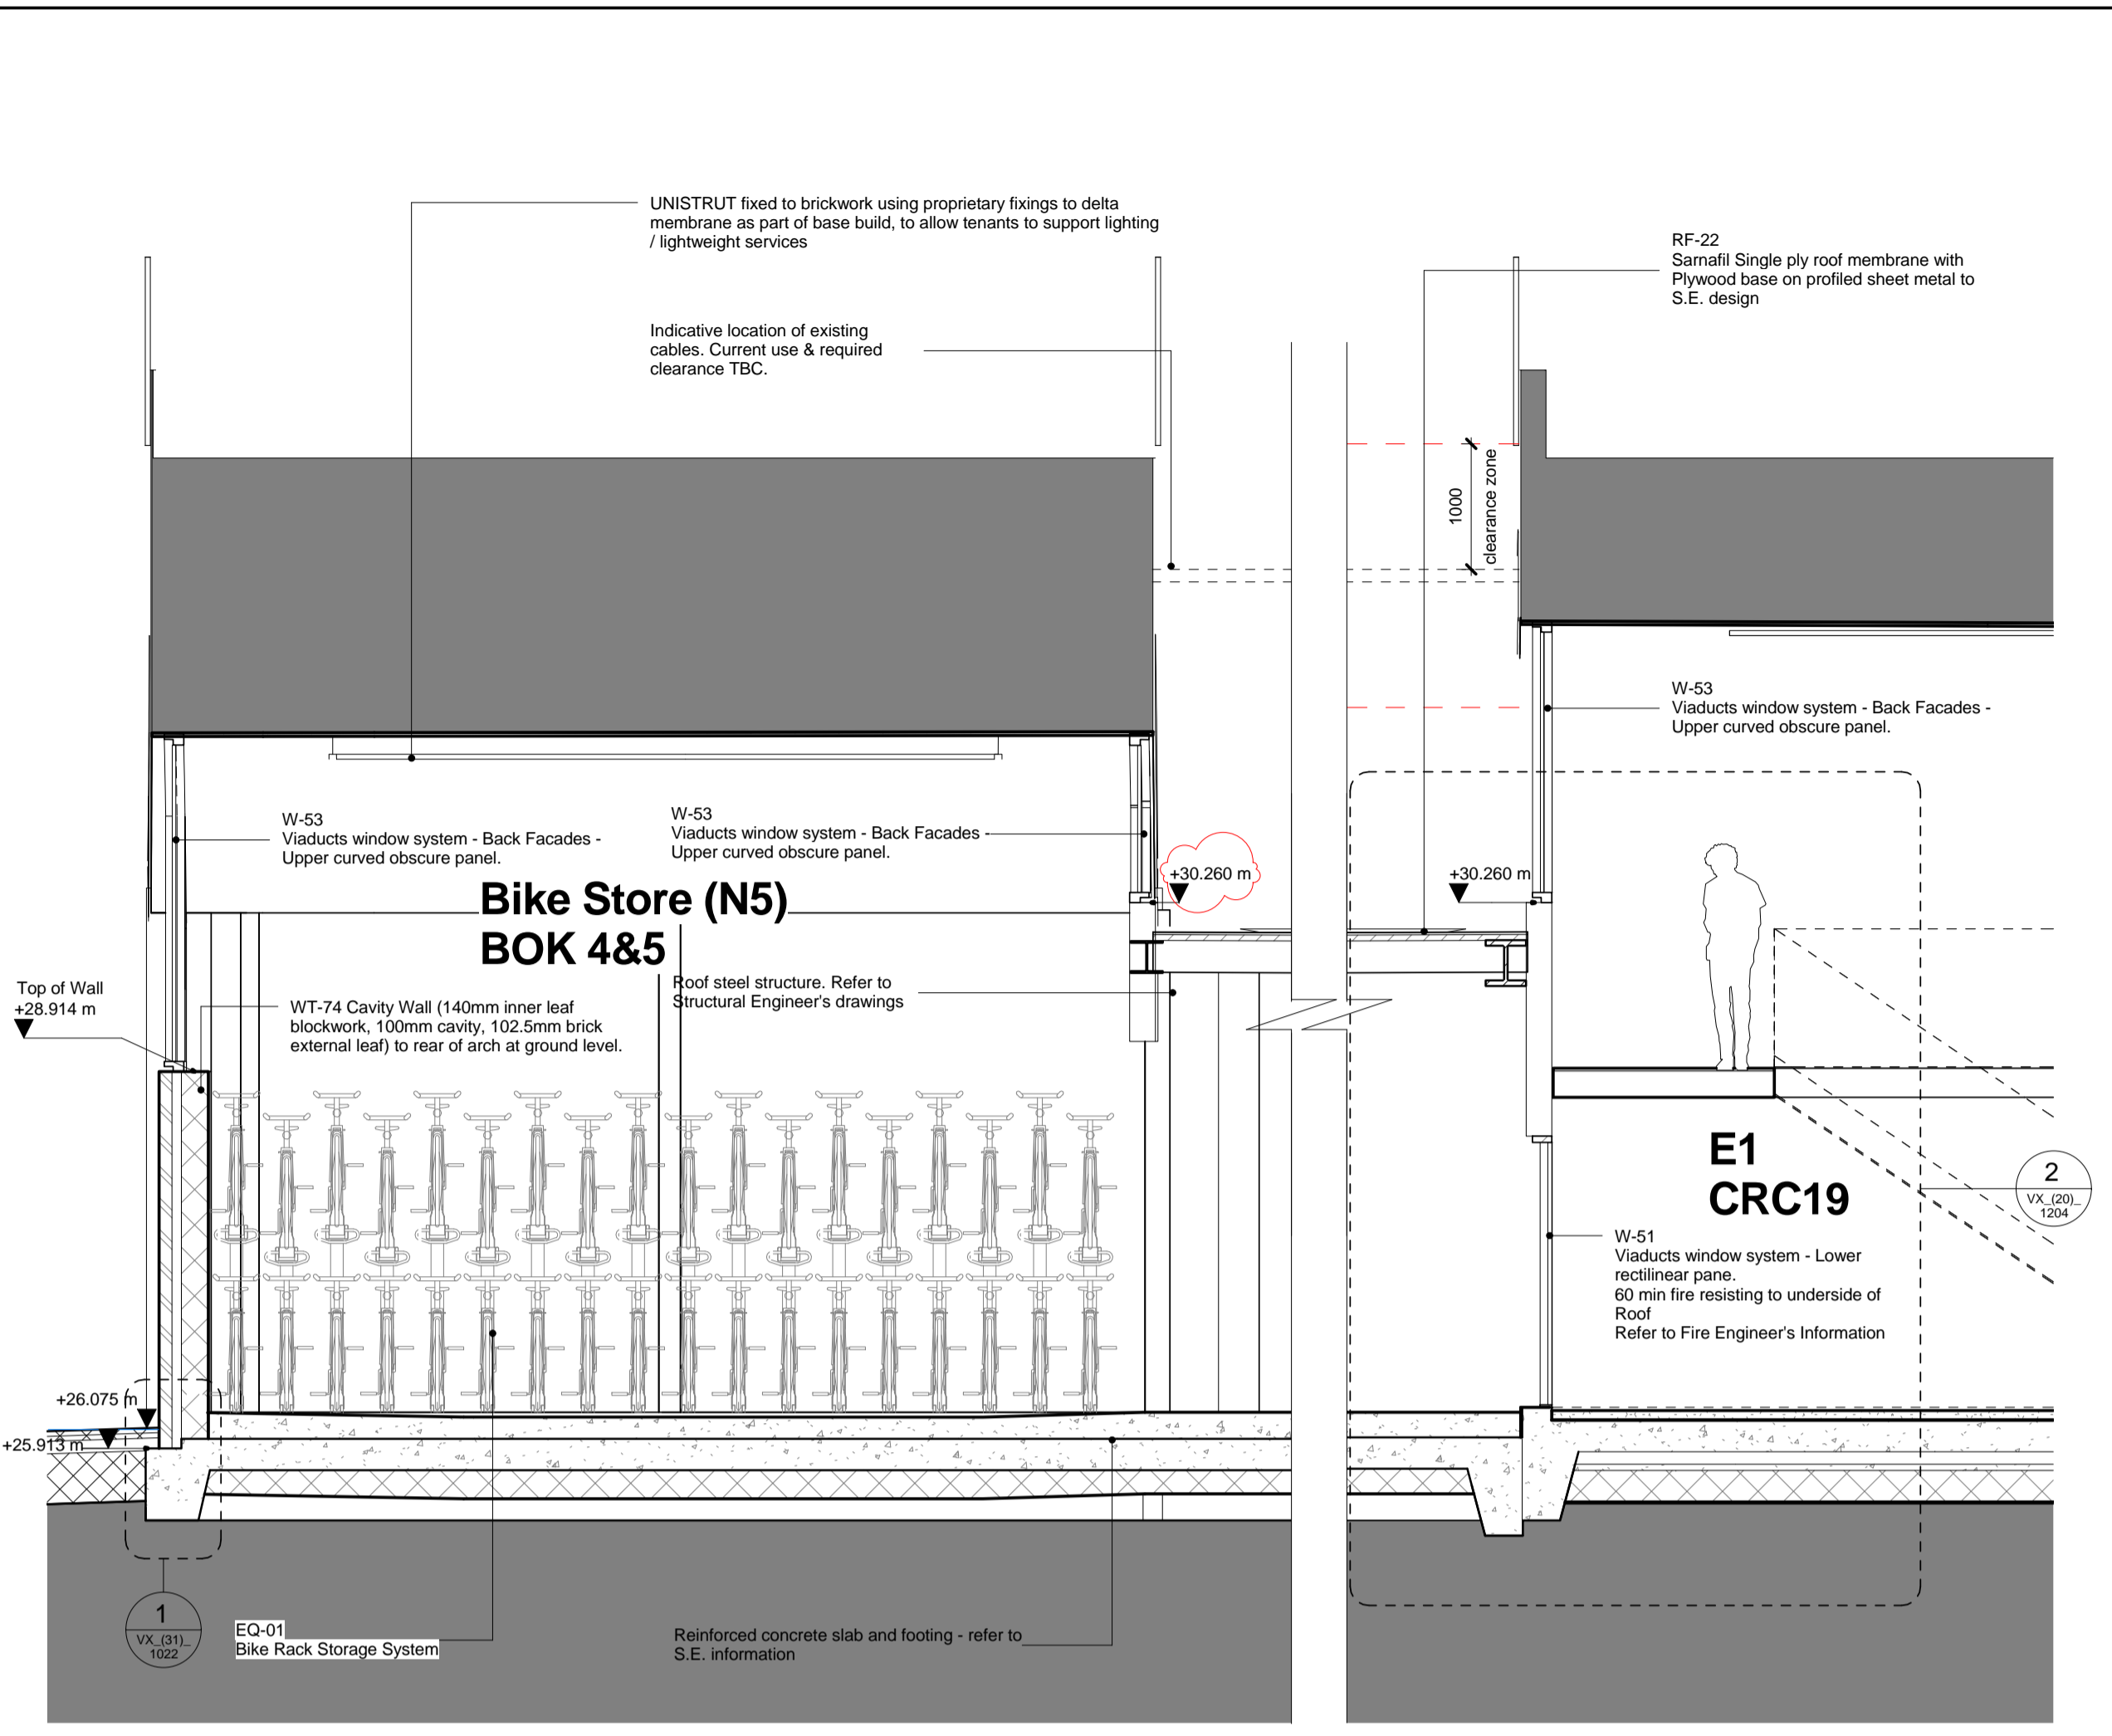 UNISTRUT fixed to brickwork using proprietary fixings to delta
membrane as part of base build, to allow tenants to support lighting
/ lightweight services
RF-22
Sarnafil Single ply roof membrane with
Plywood base on profiled sheet metal to
S.E. design
Indicative location of existing
cables. Current use & required
clearance TBC.
1000
clearance zone
W-53
Viaducts window system - Back Facades -
Upper curved obscure panel.
W-53
Viaducts window system - Back Facades -
Upper curved obscure panel.
W-53
Viaducts window system - Back Facades -
Upper curved obscure panel.
+30.260 m
+30.260 m
Bike Store (N5)
BOK 4&5
Roof steel structure. Refer to
Structural Engineer's drawings
Top of Wall
+28.914 m
WT-74 Cavity Wall (140mm inner leaf
blockwork, 100mm cavity, 102.5mm brick
external leaf) to rear of arch at ground level.
E1
CRC19
2
VX_(20)_
1204
W-51
Viaducts window system - Lower
rectilinear pane.
60 min fire resisting to underside of
Roof
Refer to Fire Engineer's Information
+26.075 m
+25.913 m
1
VX_(31)_
1022
EQ-01
Bike Rack Storage System
Reinforced concrete slab and footing - refer to
S.E. information